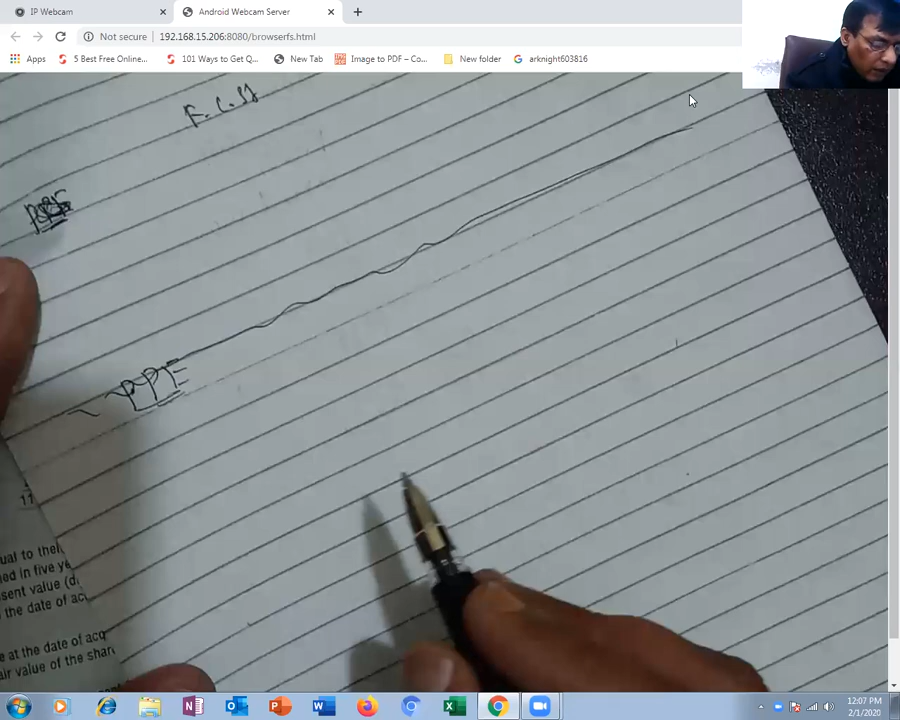 IP Webcam
Android Webcam Server
Not secure
192.168.15.206:8080/browserfs.html
Apps
5 Best Free Online...
101 Ways to Get Q...
New Tab
Image to PDF – Co...
New folder
arknight603816
F.C.SI
PPE
11
ual to thei
ed in five ye
sent value (d
the date of ac
e at the date of acq
air value of the shar
12:07 PM
2/1/2020